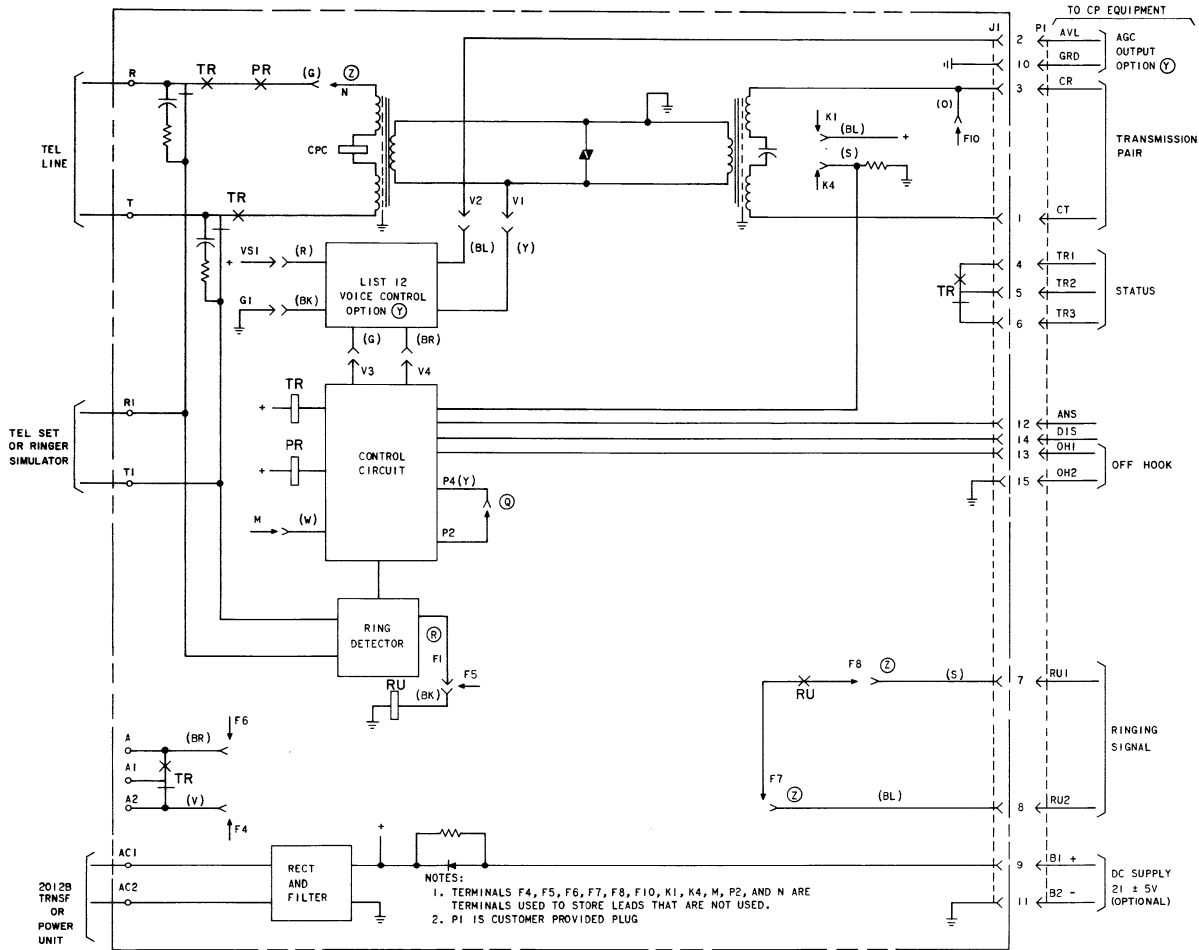 TO CP EQUIPMENT
J1
P1
2
AVL
10
GRD
AGC
OUTPUT
OPTION Y
R
TR
PR
(G)
Z
N
3
CR
(O)
F10
K1
(BL)
+
(S)
K4
TRANSMISSION
PAIR
TEL
LINE
CPC
T
TR
V2
V1
1
CT
VS1
+
(R)
(BL)
(Y)
G1
(BK)
LIST 12
VOICE CONTROL
OPTION Y
4
TR1
TR
5
TR2
6
TR3
STATUS
(G)
(BR)
V3
V4
TR
+
R1
T1
TEL SET
OR RINGER
SIMULATOR
PR
+
CONTROL
CIRCUIT
12
ANS
14
DIS
13
OH1
15
OH2
OFF HOOK
P4(Y)
Q
P2
M
(W)
RING
DETECTOR
R
F1
F5
RU
(BK)
F8
Z
RU
(S)
7
RU1
F7
Z
(BL)
8
RU2
RINGING
SIGNAL
F6
A
(BR)
A1
TR
A2
(V)
F4
AC1
AC2
2012B
TRNSF
OR
POWER
UNIT
RECT
AND
FILTER
+
9
B1 +
11
B2 -
DC SUPPLY
21 ± 5V
(OPTIONAL)
NOTES:
1. TERMINALS F4, F5, F6, F7, F8, F10, K1, K4, M, P2, AND N ARE
TERMINALS USED TO STORE LEADS THAT ARE NOT USED.
2. P1 IS CUSTOMER PROVIDED PLUG